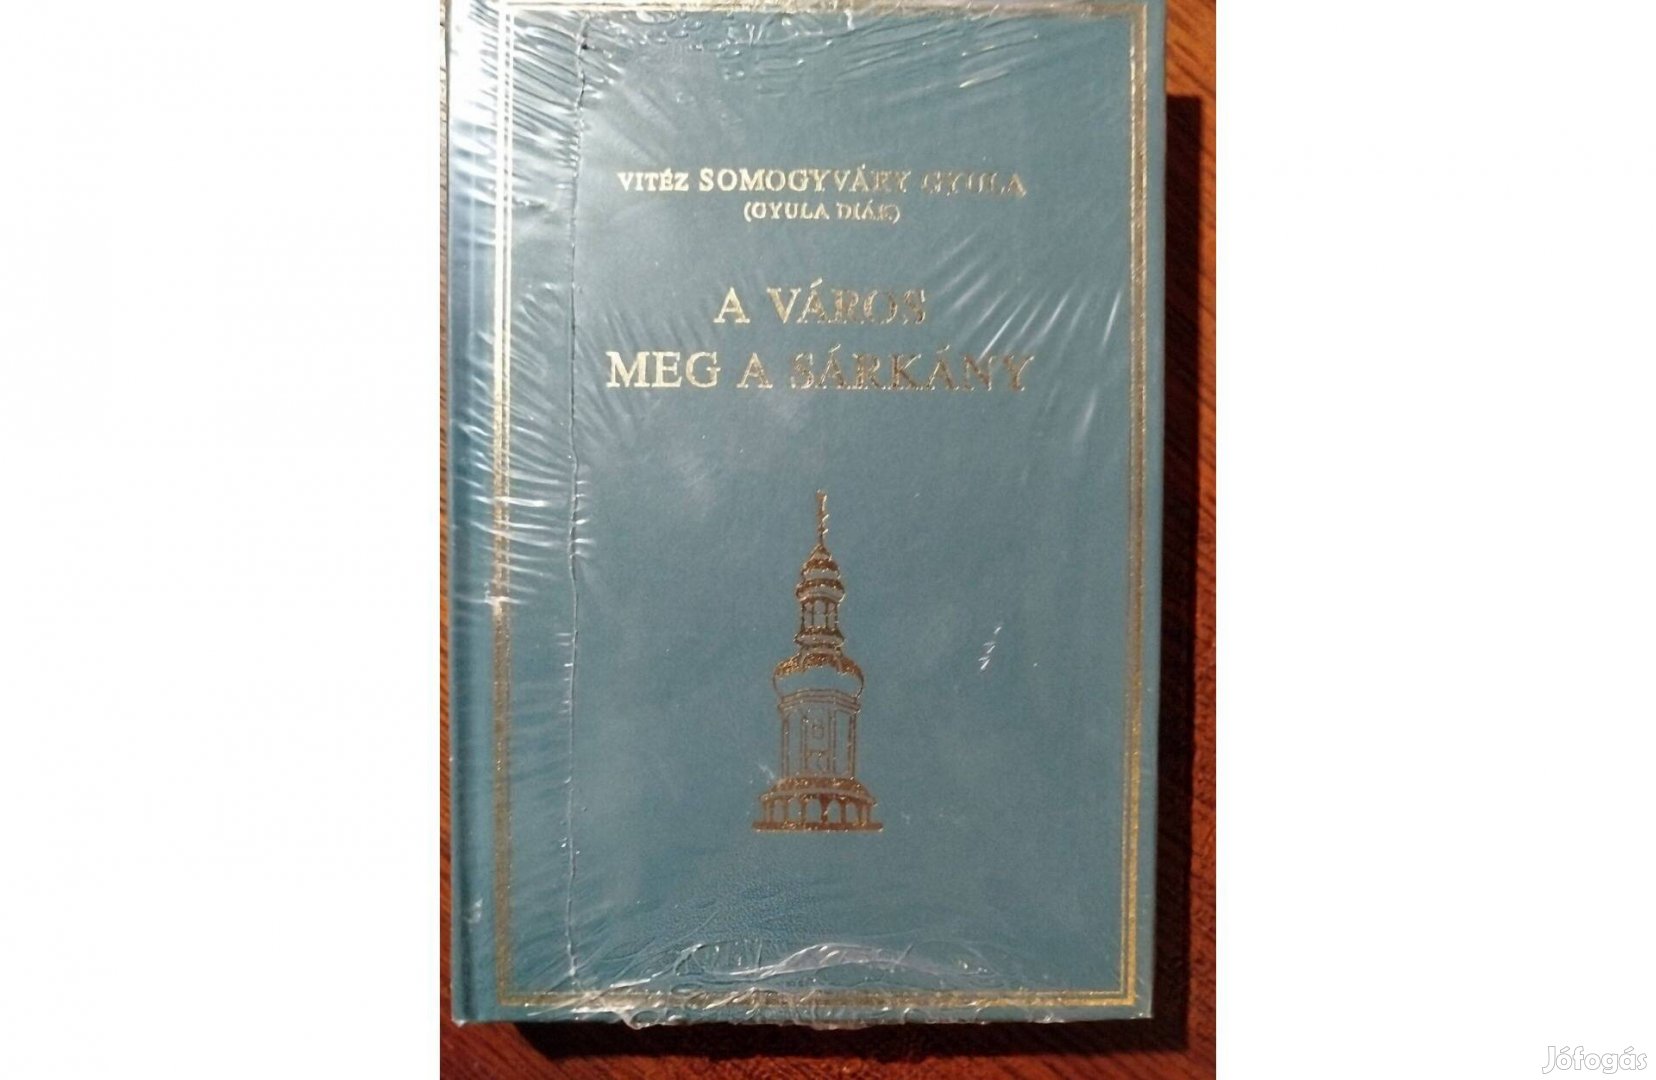 VITÉZ SOMOGYVÁRY GYULA
(GYULA DIÁK)
A VÁROS
MEG A SÁRKÁNY
Jófogás